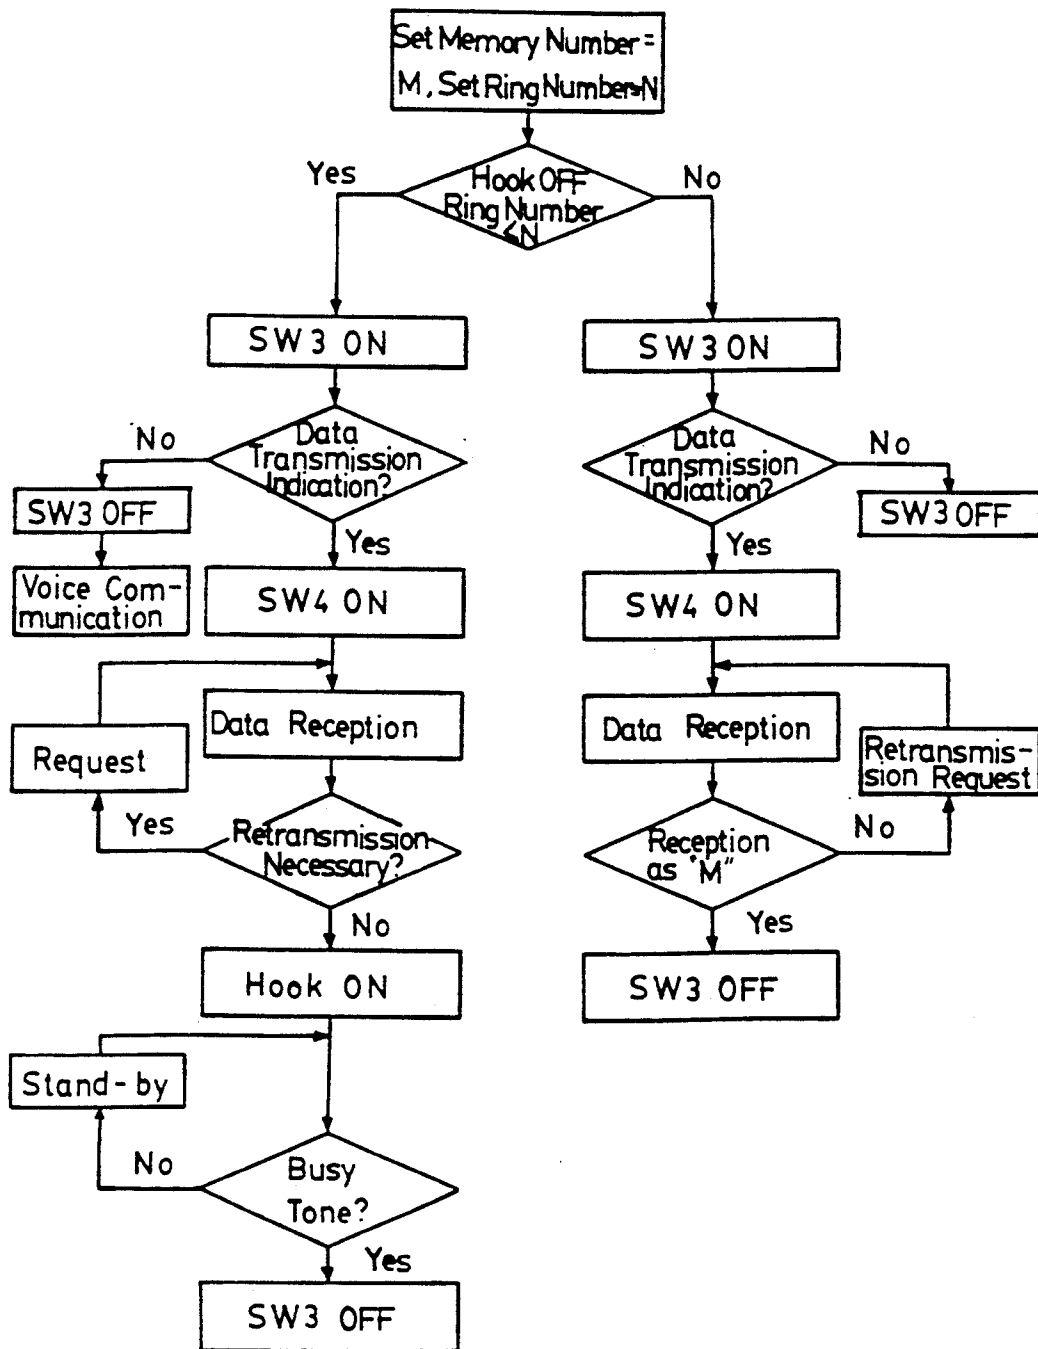 Set Memory Number =
M, Set Ring Number=N
Yes
Hook OFF
Ring Number
≤N
No
SW3 ON
SW3 ON
No
Data
Transmission
Indication?
Data
Transmission
Indication?
No
SW3 OFF
Yes
Yes
SW3 OFF
Voice Com-
munication
SW4 ON
SW4 ON
Request
Data Reception
Data Reception
Retransmis-
sion Request
Yes
Retransmission
Necessary?
Reception
as "M"
No
No
Yes
Hook ON
SW3 OFF
Stand-by
No
Busy
Tone?
Yes
SW3 OFF